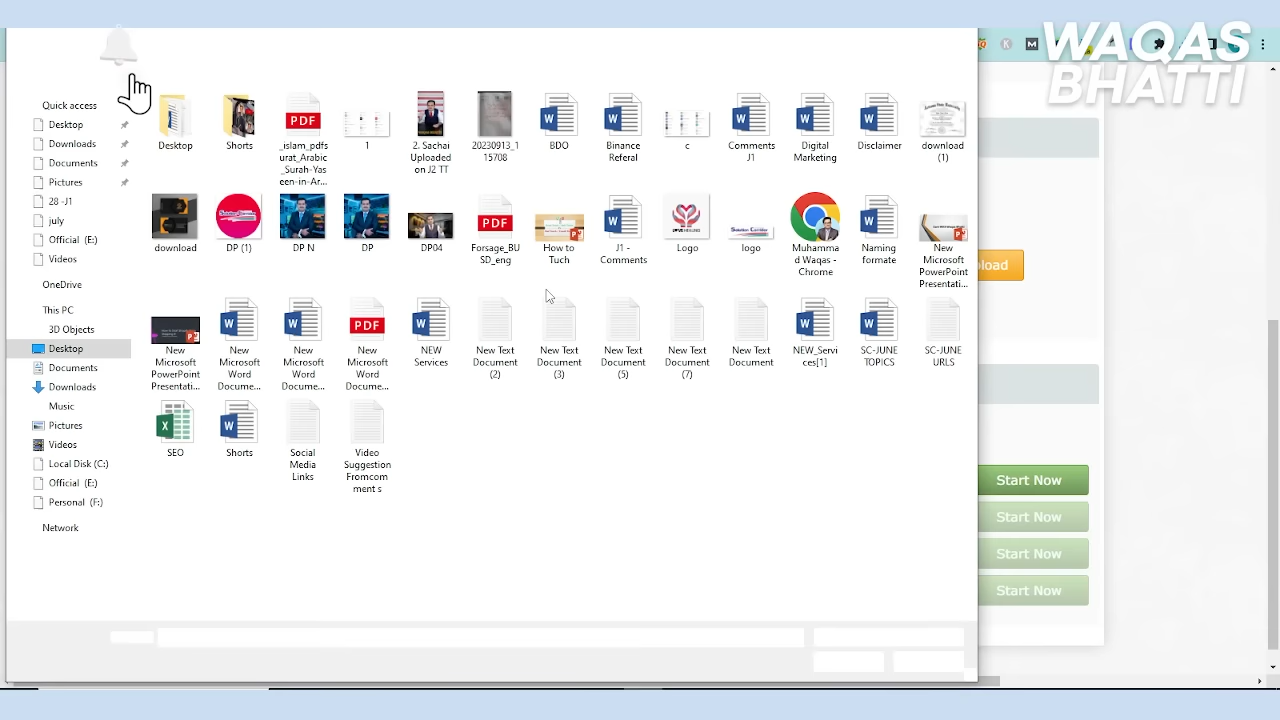 WAQAS
BHATTI
Quick access
Desktop
Downloads
Documents
Pictures
28 -J1
july
Official (E:)
Videos
OneDrive
This PC
3D Objects
Desktop
Documents
Downloads
Music
Pictures
Videos
Local Disk (C:)
Official (E:)
Personal (F:)
Network
Desktop
Shorts
PDF
_islam_pdfs
urat_Arabic
_Surah-Yas
een-in-Ar...
1
2. Sachai
Uploaded
on J2 TT
20230913_1
15708
BDO
Binance
Referal
c
Comments
J1
Digital
Marketing
Disclaimer
download
(1)
download
DP (1)
DP N
DP
DP04
PDF
Forsage_BU
SD_eng
How to
Tuch
J1 -
Comments
Logo
logo
Muhamma
d Waqas -
Chrome
Naming
formate
New
Microsoft
PowerPoint
Presentati...
New
Microsoft
PowerPoint
Presentati...
New
Microsoft
Word
Docume...
New
Microsoft
Word
Docume...
PDF
New
Microsoft
Word
Docume...
NEW
Services
New Text
Document
(2)
New Text
Document
(3)
New Text
Document
(5)
New Text
Document
(7)
New Text
Document
NEW_Servi
ces[1]
SC-JUNE
TOPICS
SC-JUNE
URLS
SEO
Shorts
Social
Media
Links
Video
Suggestion
Fromcom
ment s
load
Start Now
Start Now
Start Now
Start Now